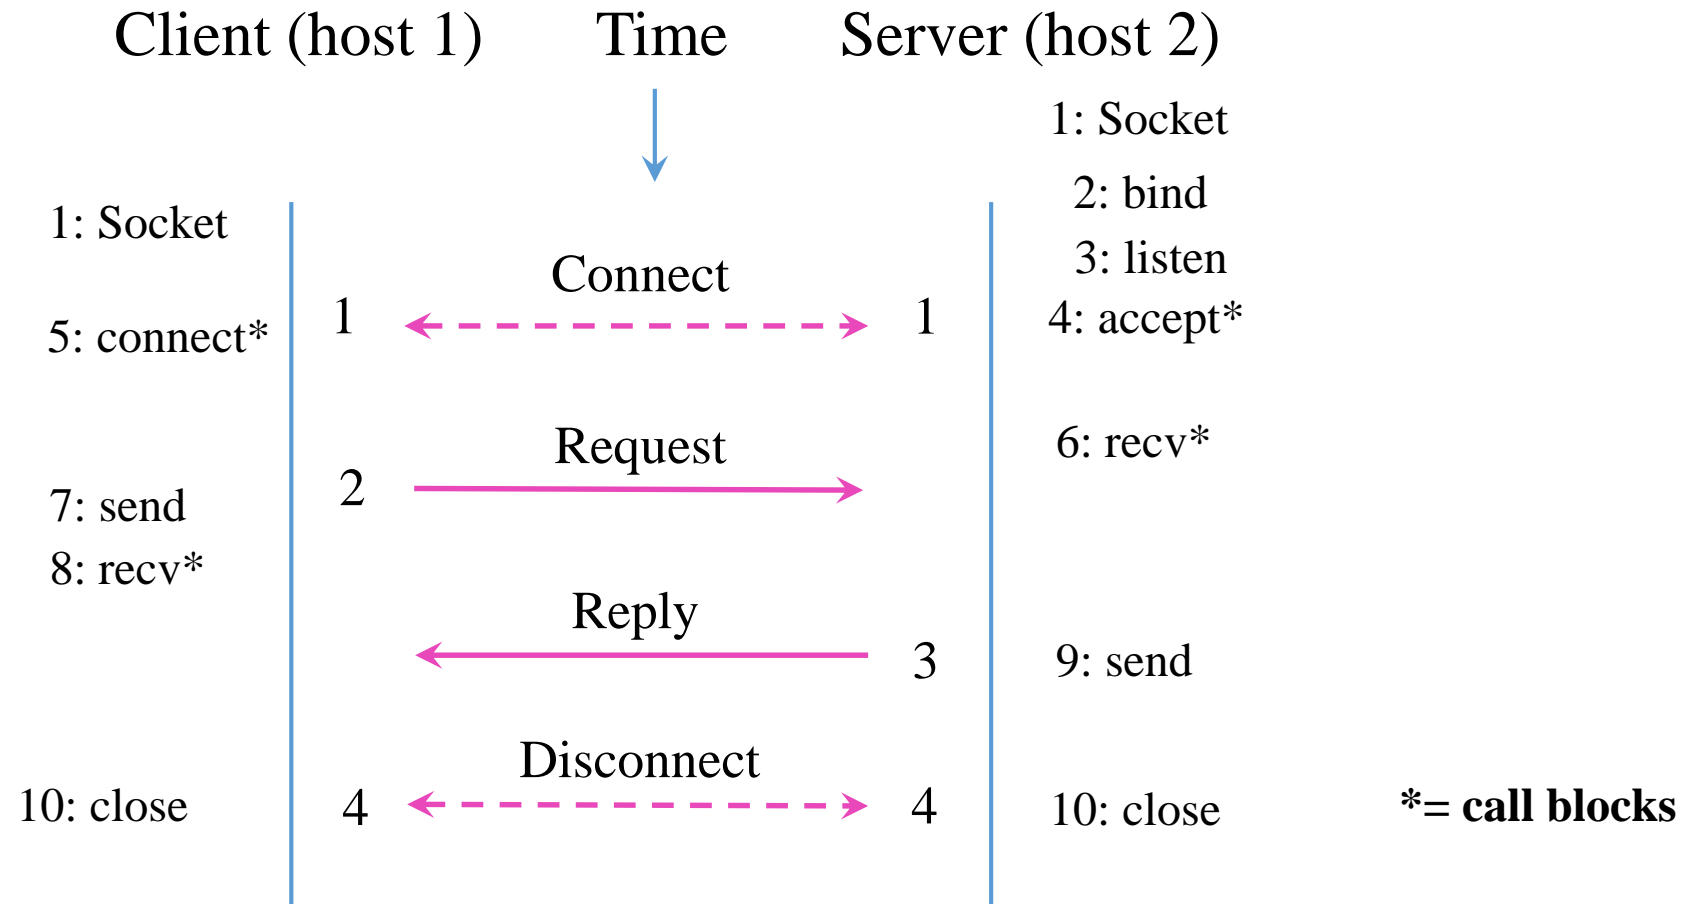 Client (host 1)
Time
Server (host 2)
1: Socket
2: bind
1: Socket
3: listen
Connect
1
1
4: accept*
5: connect*
Request
6: recv*
2
7: send
8: recv*
Reply
3
9: send
Disconnect
10: close
4
4
10: close
*= call blocks